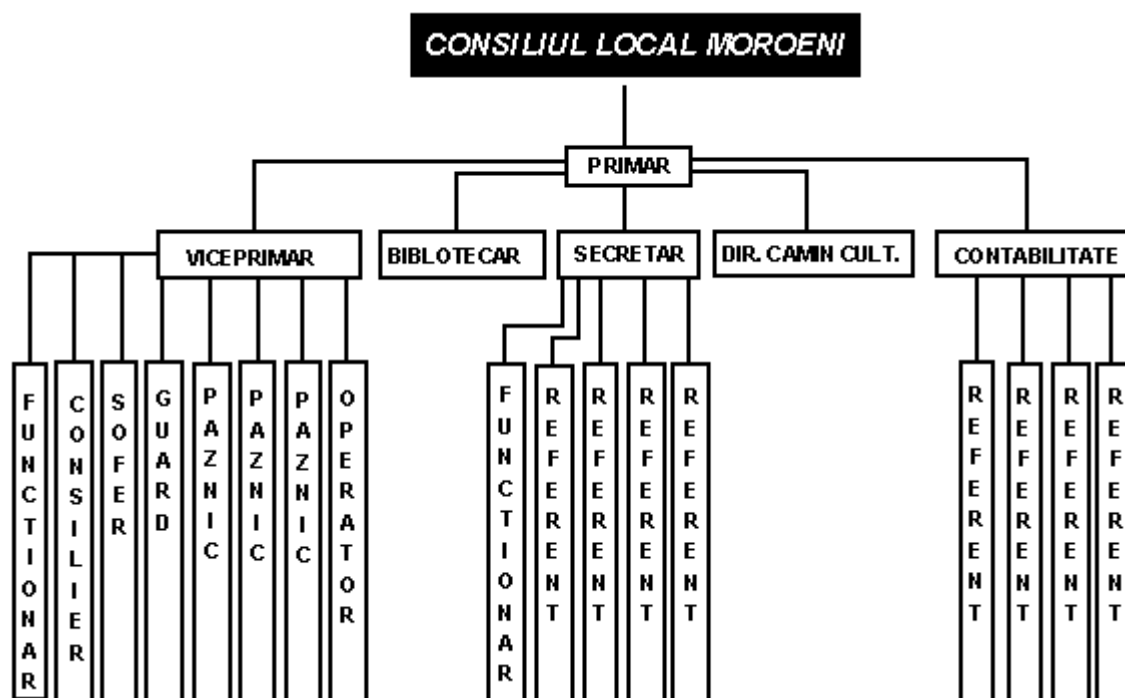 CONSILIUL LOCAL MOROENI
PRIMAR
VICEPRIMAR
BIBLOTECAR
SECRETAR
DIR. CAMIN CULT.
CONTABILITATE
FUNCTIONAR
CONSILIER
SOFER
GUARD
PAZNIC
PAZNIC
PAZNIC
OPERATOR
FUNCTIONAR
REFERENT
REFERENT
REFERENT
REFERENT
REFERENT
REFERENT
REFERENT
REFERENT